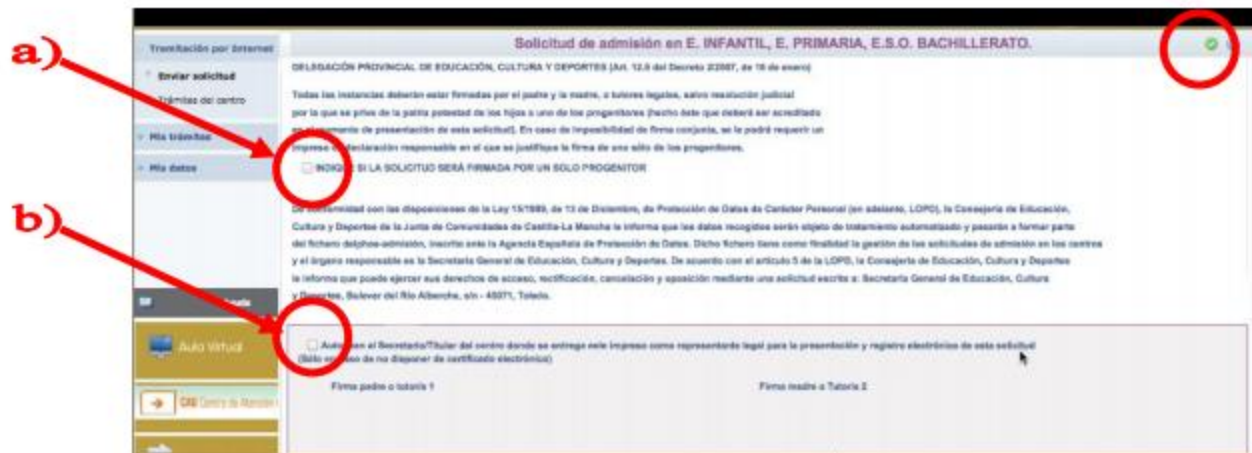 a)
b)
Tramitación por Internet
Enviar solicitud
Trámites del centro
Mis trámites
Mis datos
Aula Virtual
CAU Centro de Atención
Solicitud de admisión en E. INFANTIL, E. PRIMARIA, E.S.O. BACHILLERATO.
DELEGACIÓN PROVINCIAL DE EDUCACIÓN, CULTURA Y DEPORTES (Art. 12.5 del Decreto 2/2007, de 16 de enero)
Todas las instancias deberán estar firmadas por el padre y la madre, o tutores legales, salvo resolución judicial
por la que se prive de la patria potestad de los hijos a uno de los progenitores (hecho éste que deberá ser acreditado
en el momento de presentación de esta solicitud). En caso de imposibilidad de firma conjunta, se le podrá requerir un
impreso de declaración responsable en el que se justifique la firma de uno sólo de los progenitores.
SI LA SOLICITUD SERÁ FIRMADA POR UN SOLO PROGENITOR
De conformidad con las disposiciones de la Ley 15/1999, de 13 de Diciembre, de Protección de Datos de Carácter Personal (en adelante, LOPD), la Consejería de Educación,
Cultura y Deportes de la Junta de Comunidades de Castilla-La Mancha le informa que los datos recogidos serán objeto de tratamiento automatizado y pasarán a formar parte
del fichero delphos-admisión, inscrito ante la Agencia Española de Protección de Datos. Dicho fichero tiene como finalidad la gestión de las solicitudes de admisión en los centros
y el órgano responsable es la Secretaría General de Educación, Cultura y Deportes. De acuerdo con el artículo 5 de la LOPD, la Consejería de Educación, Cultura y Deportes
le informa que puede ejercer sus derechos de acceso, rectificación, cancelación y oposición mediante una solicitud escrita a: Secretaría General de Educación, Cultura
y Deportes, Bulevar del Río Alberche, s/n - 45071, Toledo.
al Secretario/Titular del centro donde se entrega este impreso como representante legal para la presentación y registro electrónico de esta solicitud
(Sólo en caso de no disponer de certificado electrónico)
Firma padre o tutor/a 1
Firma madre o Tutor/a 2